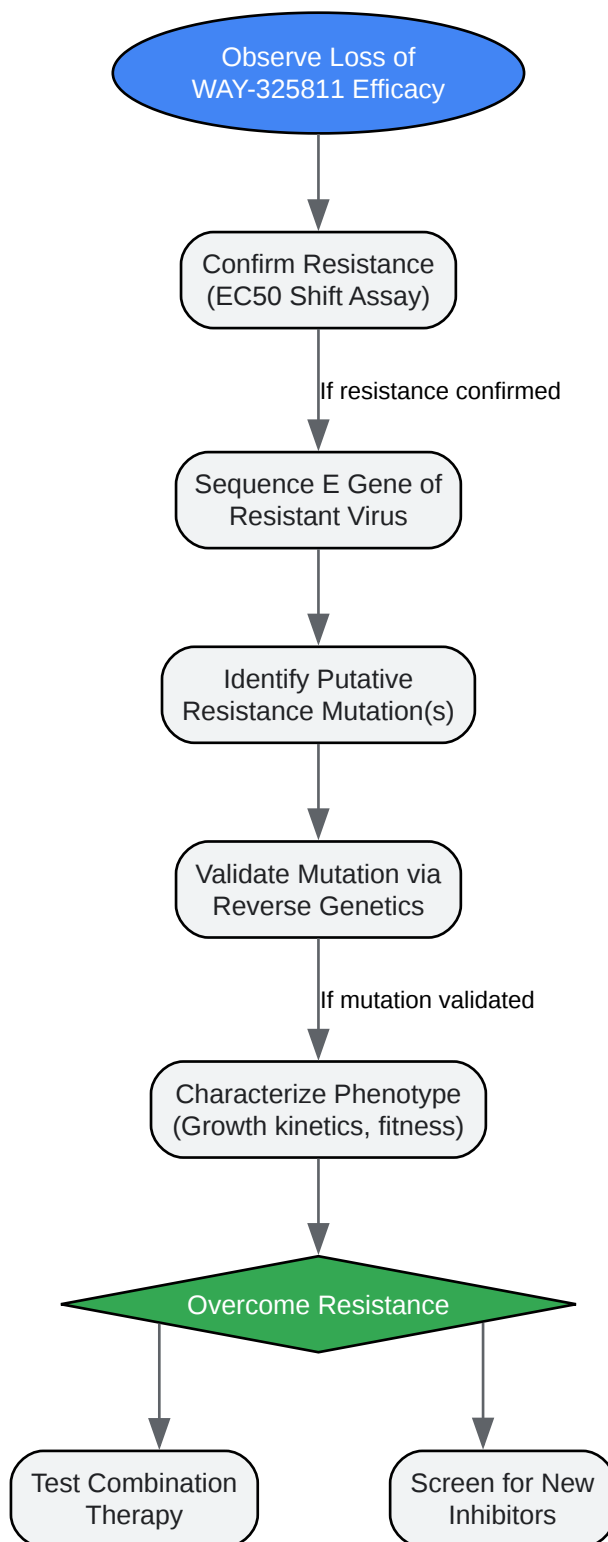 Observe Loss of
WAY-325811 Efficacy
Confirm Resistance
(EC50 Shift Assay)
If resistance confirmed
Sequence E Gene of
Resistant Virus
Identify Putative
Resistance Mutation(s)
Validate Mutation via
Reverse Genetics
If mutation validated
Characterize Phenotype
(Growth kinetics, fitness)
Overcome Resistance
Test Combination
Therapy
Screen for New
Inhibitors